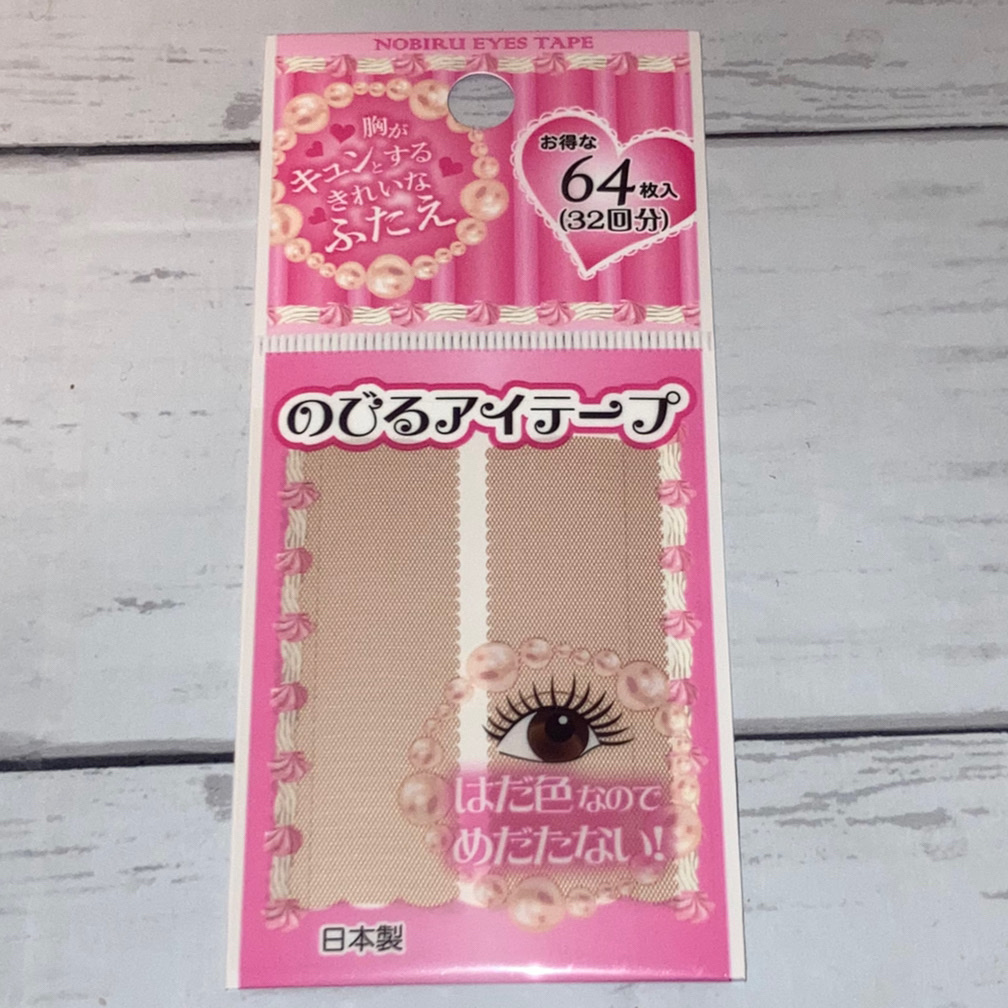 NOBIRU EYES TAPE
胸が
キュンとする
きれいな
ふたえ
お得な
64枚入
(32回分)
のびるアイテープ
はだ色なので
めだたない!
日本製